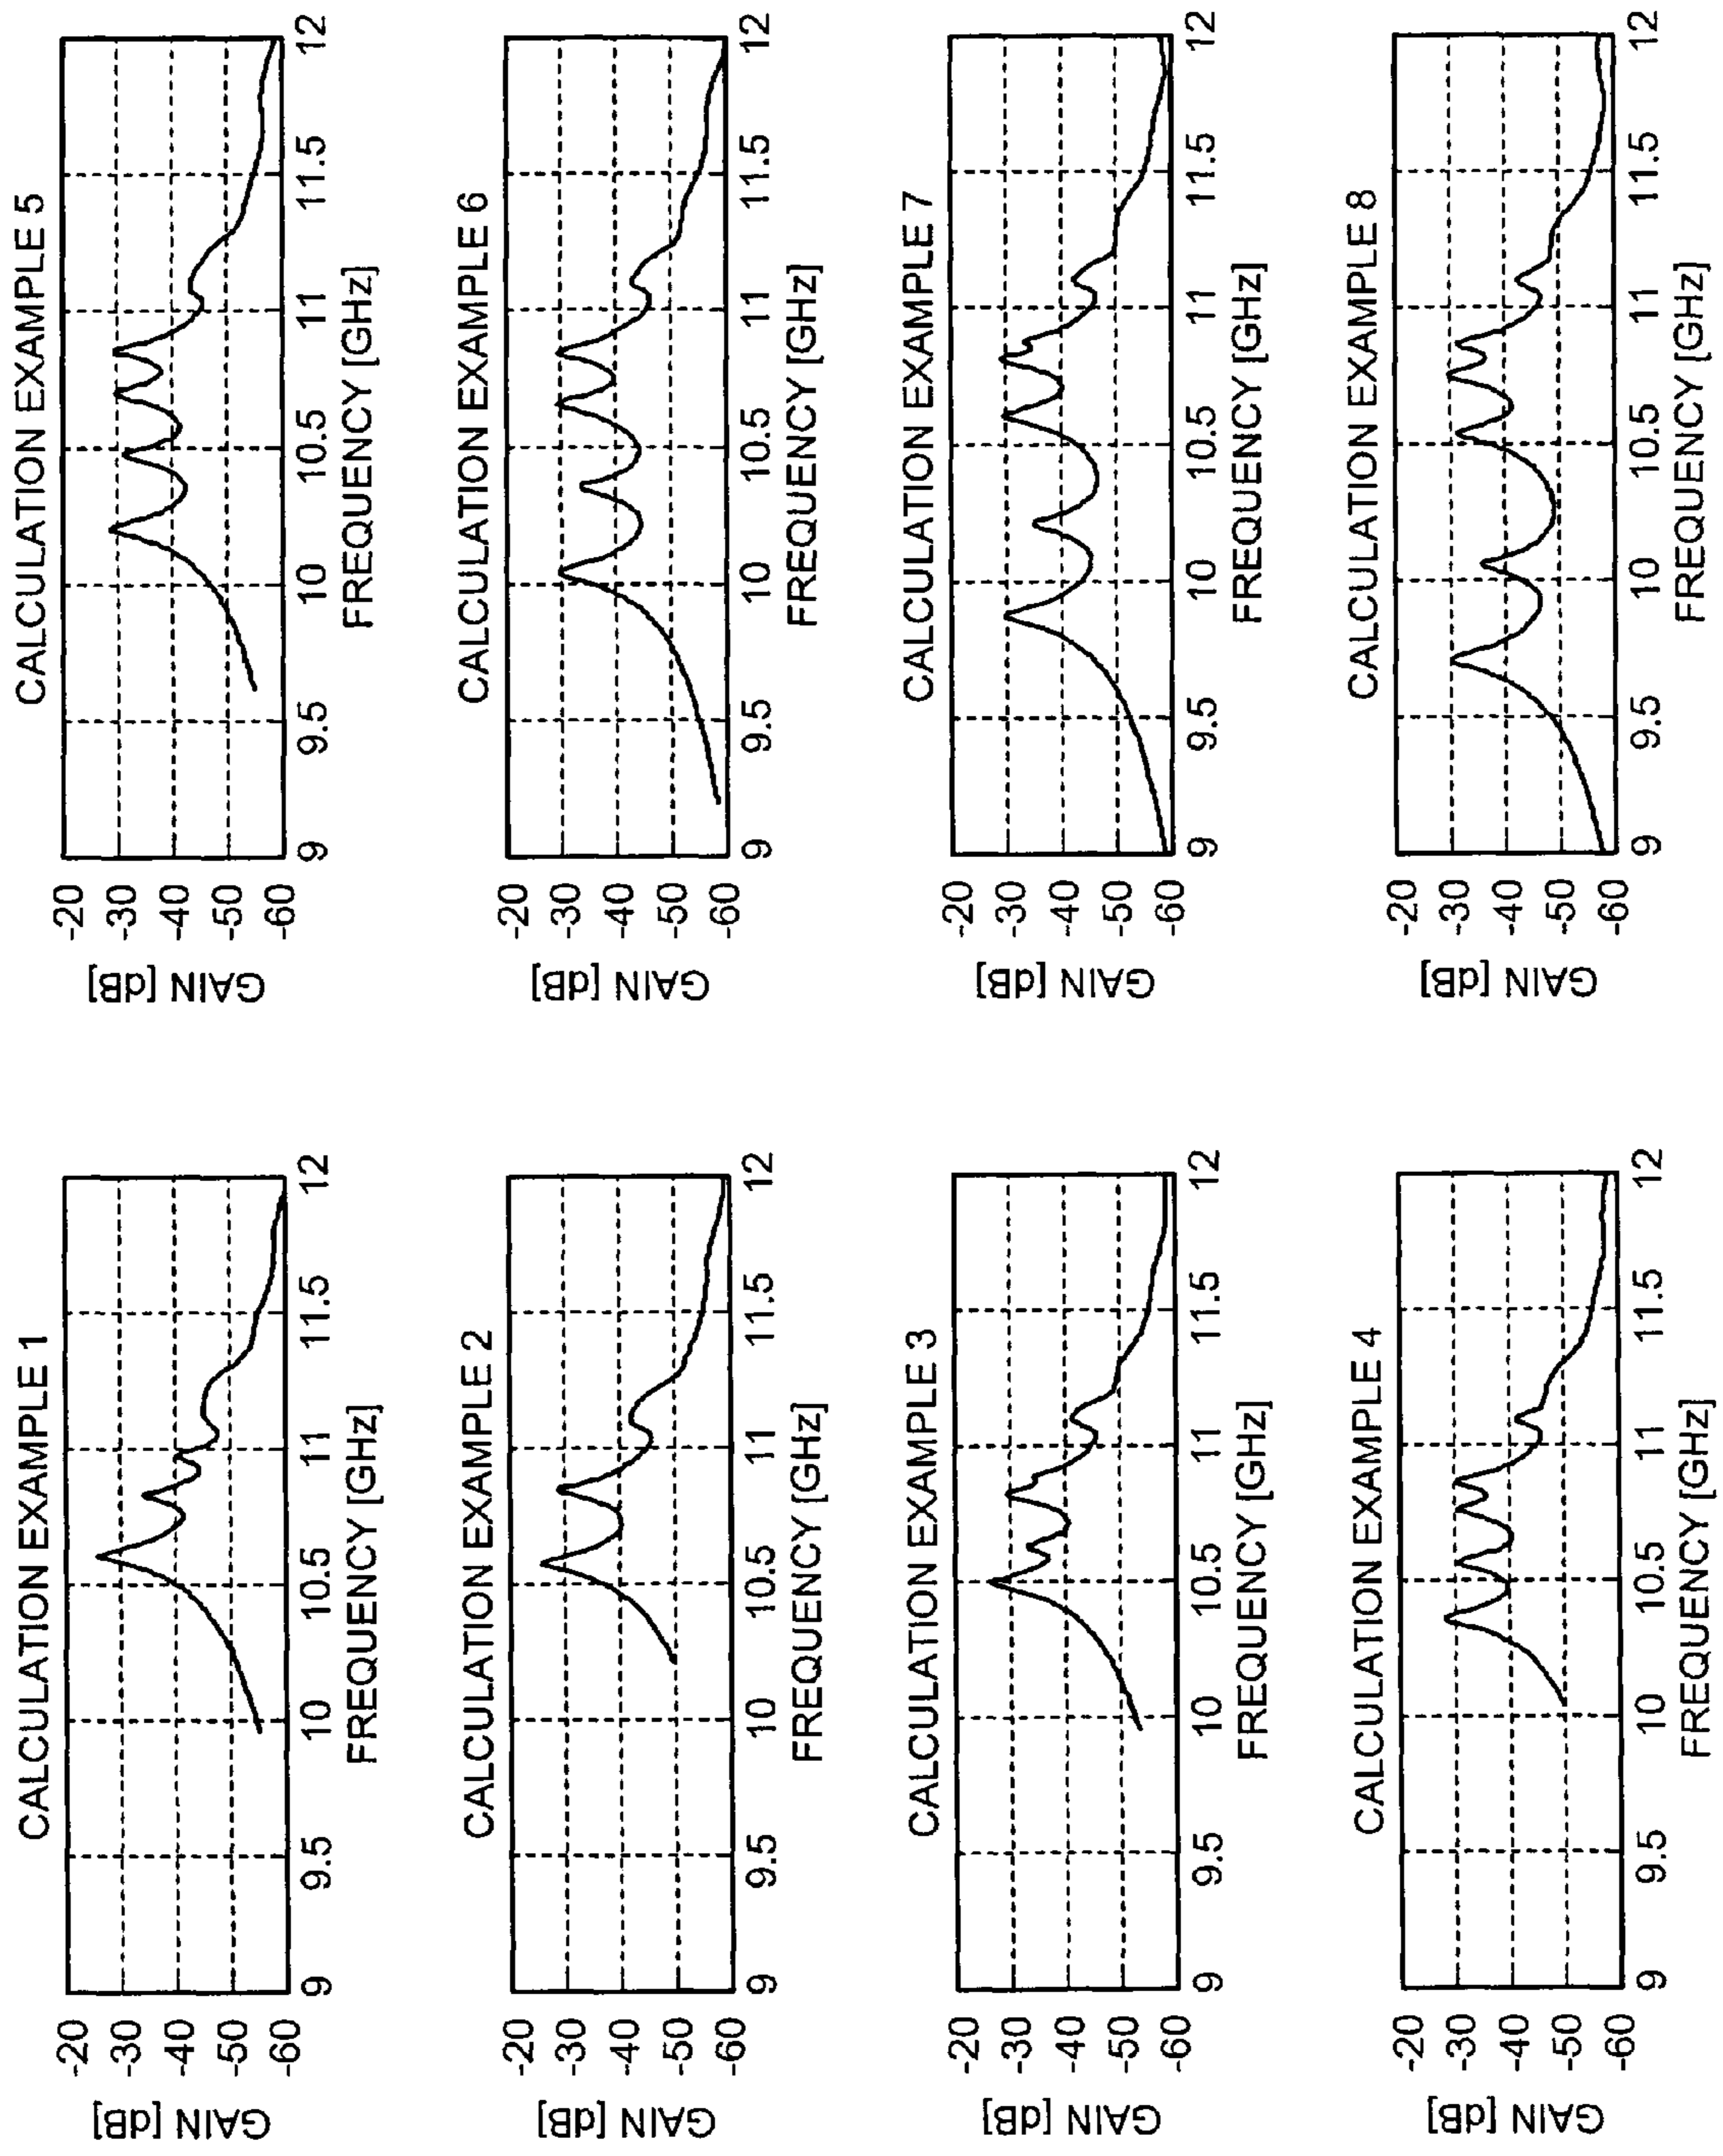 CALCULATION EXAMPLE 1
GAIN [dB]
-20
-30
-40
-50
-60
9 9.5 10 10.5 11 11.5 12
FREQUENCY [GHz]
CALCULATION EXAMPLE 2
GAIN [dB]
-20
-30
-40
-50
-60
9 9.5 10 10.5 11 11.5 12
FREQUENCY [GHz]
CALCULATION EXAMPLE 3
GAIN [dB]
-20
-30
-40
-50
-60
9 9.5 10 10.5 11 11.5 12
FREQUENCY [GHz]
CALCULATION EXAMPLE 4
GAIN [dB]
-20
-30
-40
-50
-60
9 9.5 10 10.5 11 11.5 12
FREQUENCY [GHz]
CALCULATION EXAMPLE 5
GAIN [dB]
-20
-30
-40
-50
-60
9 9.5 10 10.5 11 11.5 12
FREQUENCY [GHz]
CALCULATION EXAMPLE 6
GAIN [dB]
-20
-30
-40
-50
-60
9 9.5 10 10.5 11 11.5 12
FREQUENCY [GHz]
CALCULATION EXAMPLE 7
GAIN [dB]
-20
-30
-40
-50
-60
9 9.5 10 10.5 11 11.5 12
FREQUENCY [GHz]
CALCULATION EXAMPLE 8
GAIN [dB]
-20
-30
-40
-50
-60
9 9.5 10 10.5 11 11.5 12
FREQUENCY [GHz]